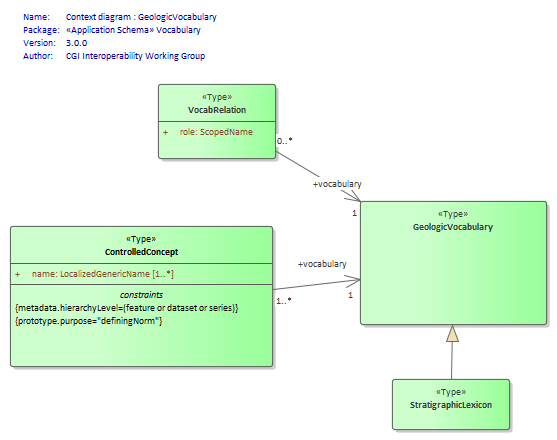 Name: Context diagram : GeologicVocabulary
Package: «Application Schema» Vocabulary
Version: 3.0.0
Author: CGI Interoperability Working Group
«Type»
VocabRelation
+ role: ScopedName
0..*
+vocabulary
1
«Type»
GeologicVocabulary
«Type»
ControlledConcept
+ name: LocalizedGenericName [1..*]
constraints
{metadata.hierarchyLevel=(feature or dataset or series)}
{prototype.purpose="definingNorm"}
+vocabulary
1..*
1
«Type»
StratigraphicLexicon